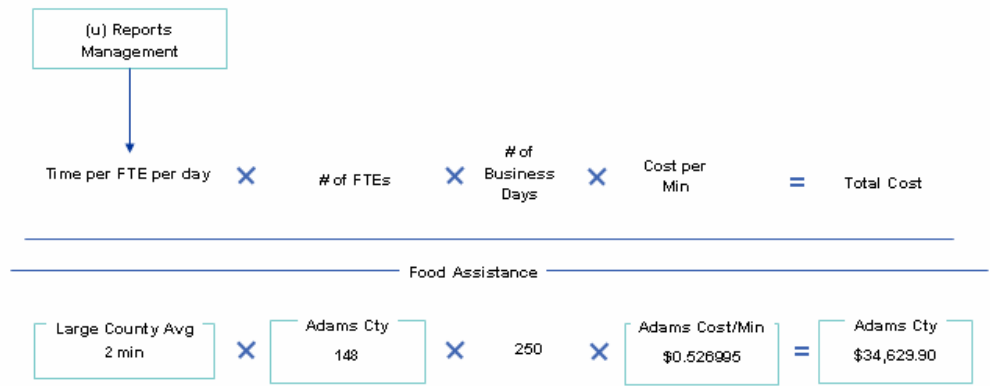 (u) Reports
Management
Time per FTE per day × # of FTEs × # of Business Days × Cost per Min = Total Cost
Food Assistance
Large County Avg
2 min
×
Adams Cty
148
×
250
×
Adams Cost/Min
$0.526995
=
Adams Cty
$34,629.90